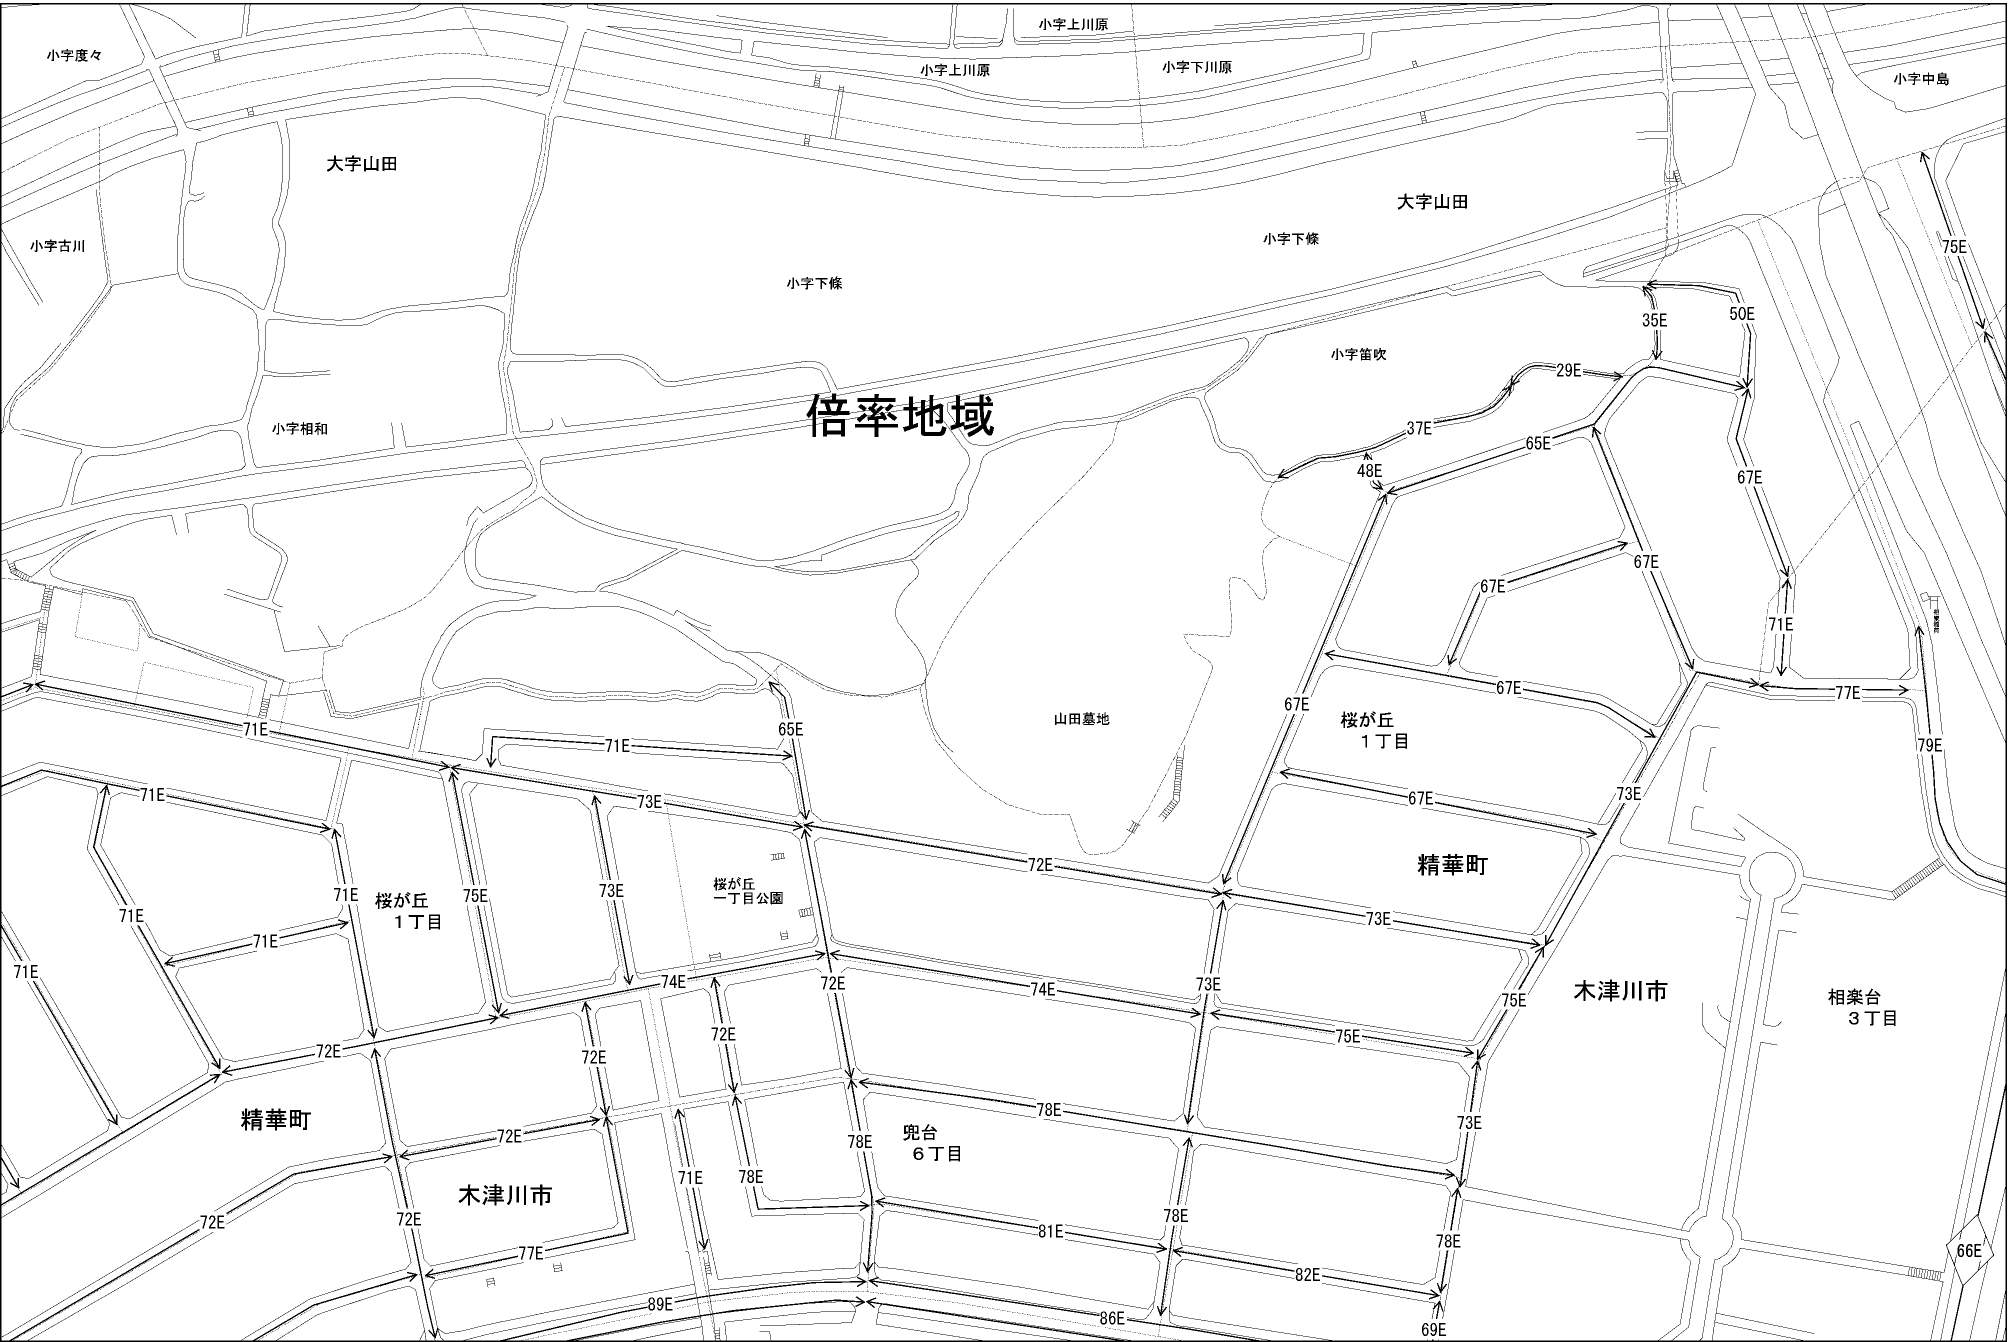 小字上川原
小字度々
小字下川原
小字上川原
小字中島
大字山田
大字山田
小字古川
小字下條
75E
小字下條
50E
35E
小字笛吹
29E
倍率地域
小字相和
37E
65E
48E
67E
67E
67E
71E
67E
77E
67E
桜が丘
1丁目
山田墓地
71E
65E
71E
79E
71E
73E
67E
73E
72E
精華町
71E
75E
73E
桜が丘
一丁目公園
桜が丘
1丁目
71E
73E
71E
71E
74E
72E
74E
73E
75E
木津川市
相楽台
3丁目
72E
72E
72E
75E
精華町
78E
73E
72E
78E
兜台
6丁目
71E
78E
木津川市
72E
72E
78E
81E
78E
77E
66E
82E
89E
86E
69E